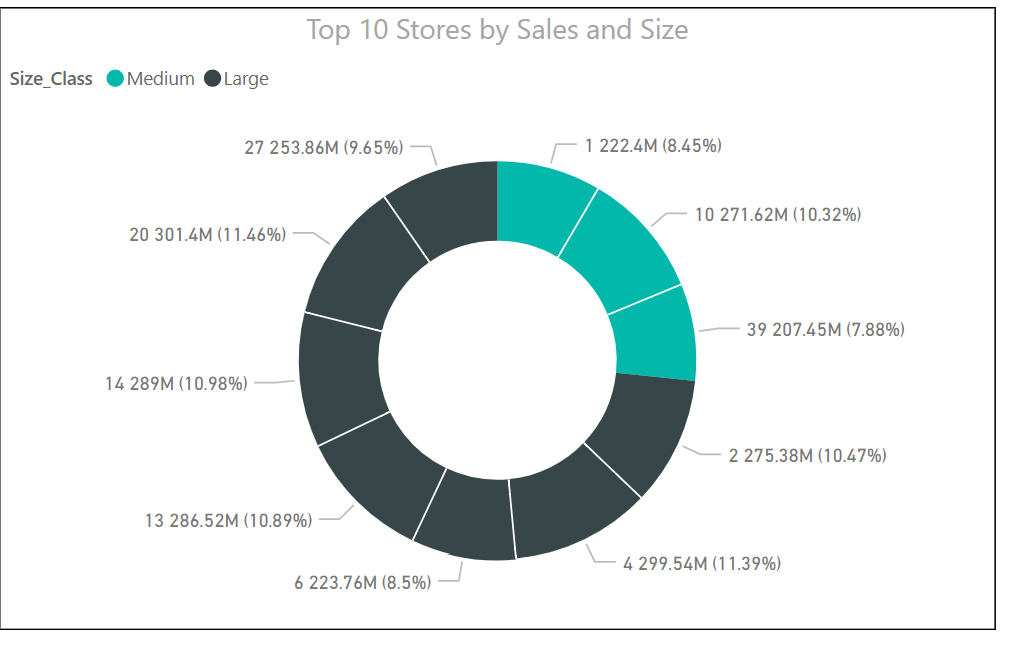 Top 10 Stores by Sales and Size
Size_Class Medium Large
27 253.86M (9.65%)
1 222.4M (8.45%)
10 271.62M (10.32%)
20 301.4M (11.46%)
39 207.45M (7.88%)
14 289M (10.98%)
2 275.38M (10.47%)
13 286.52M (10.89%)
4 299.54M (11.39%)
6 223.76M (8.5%)